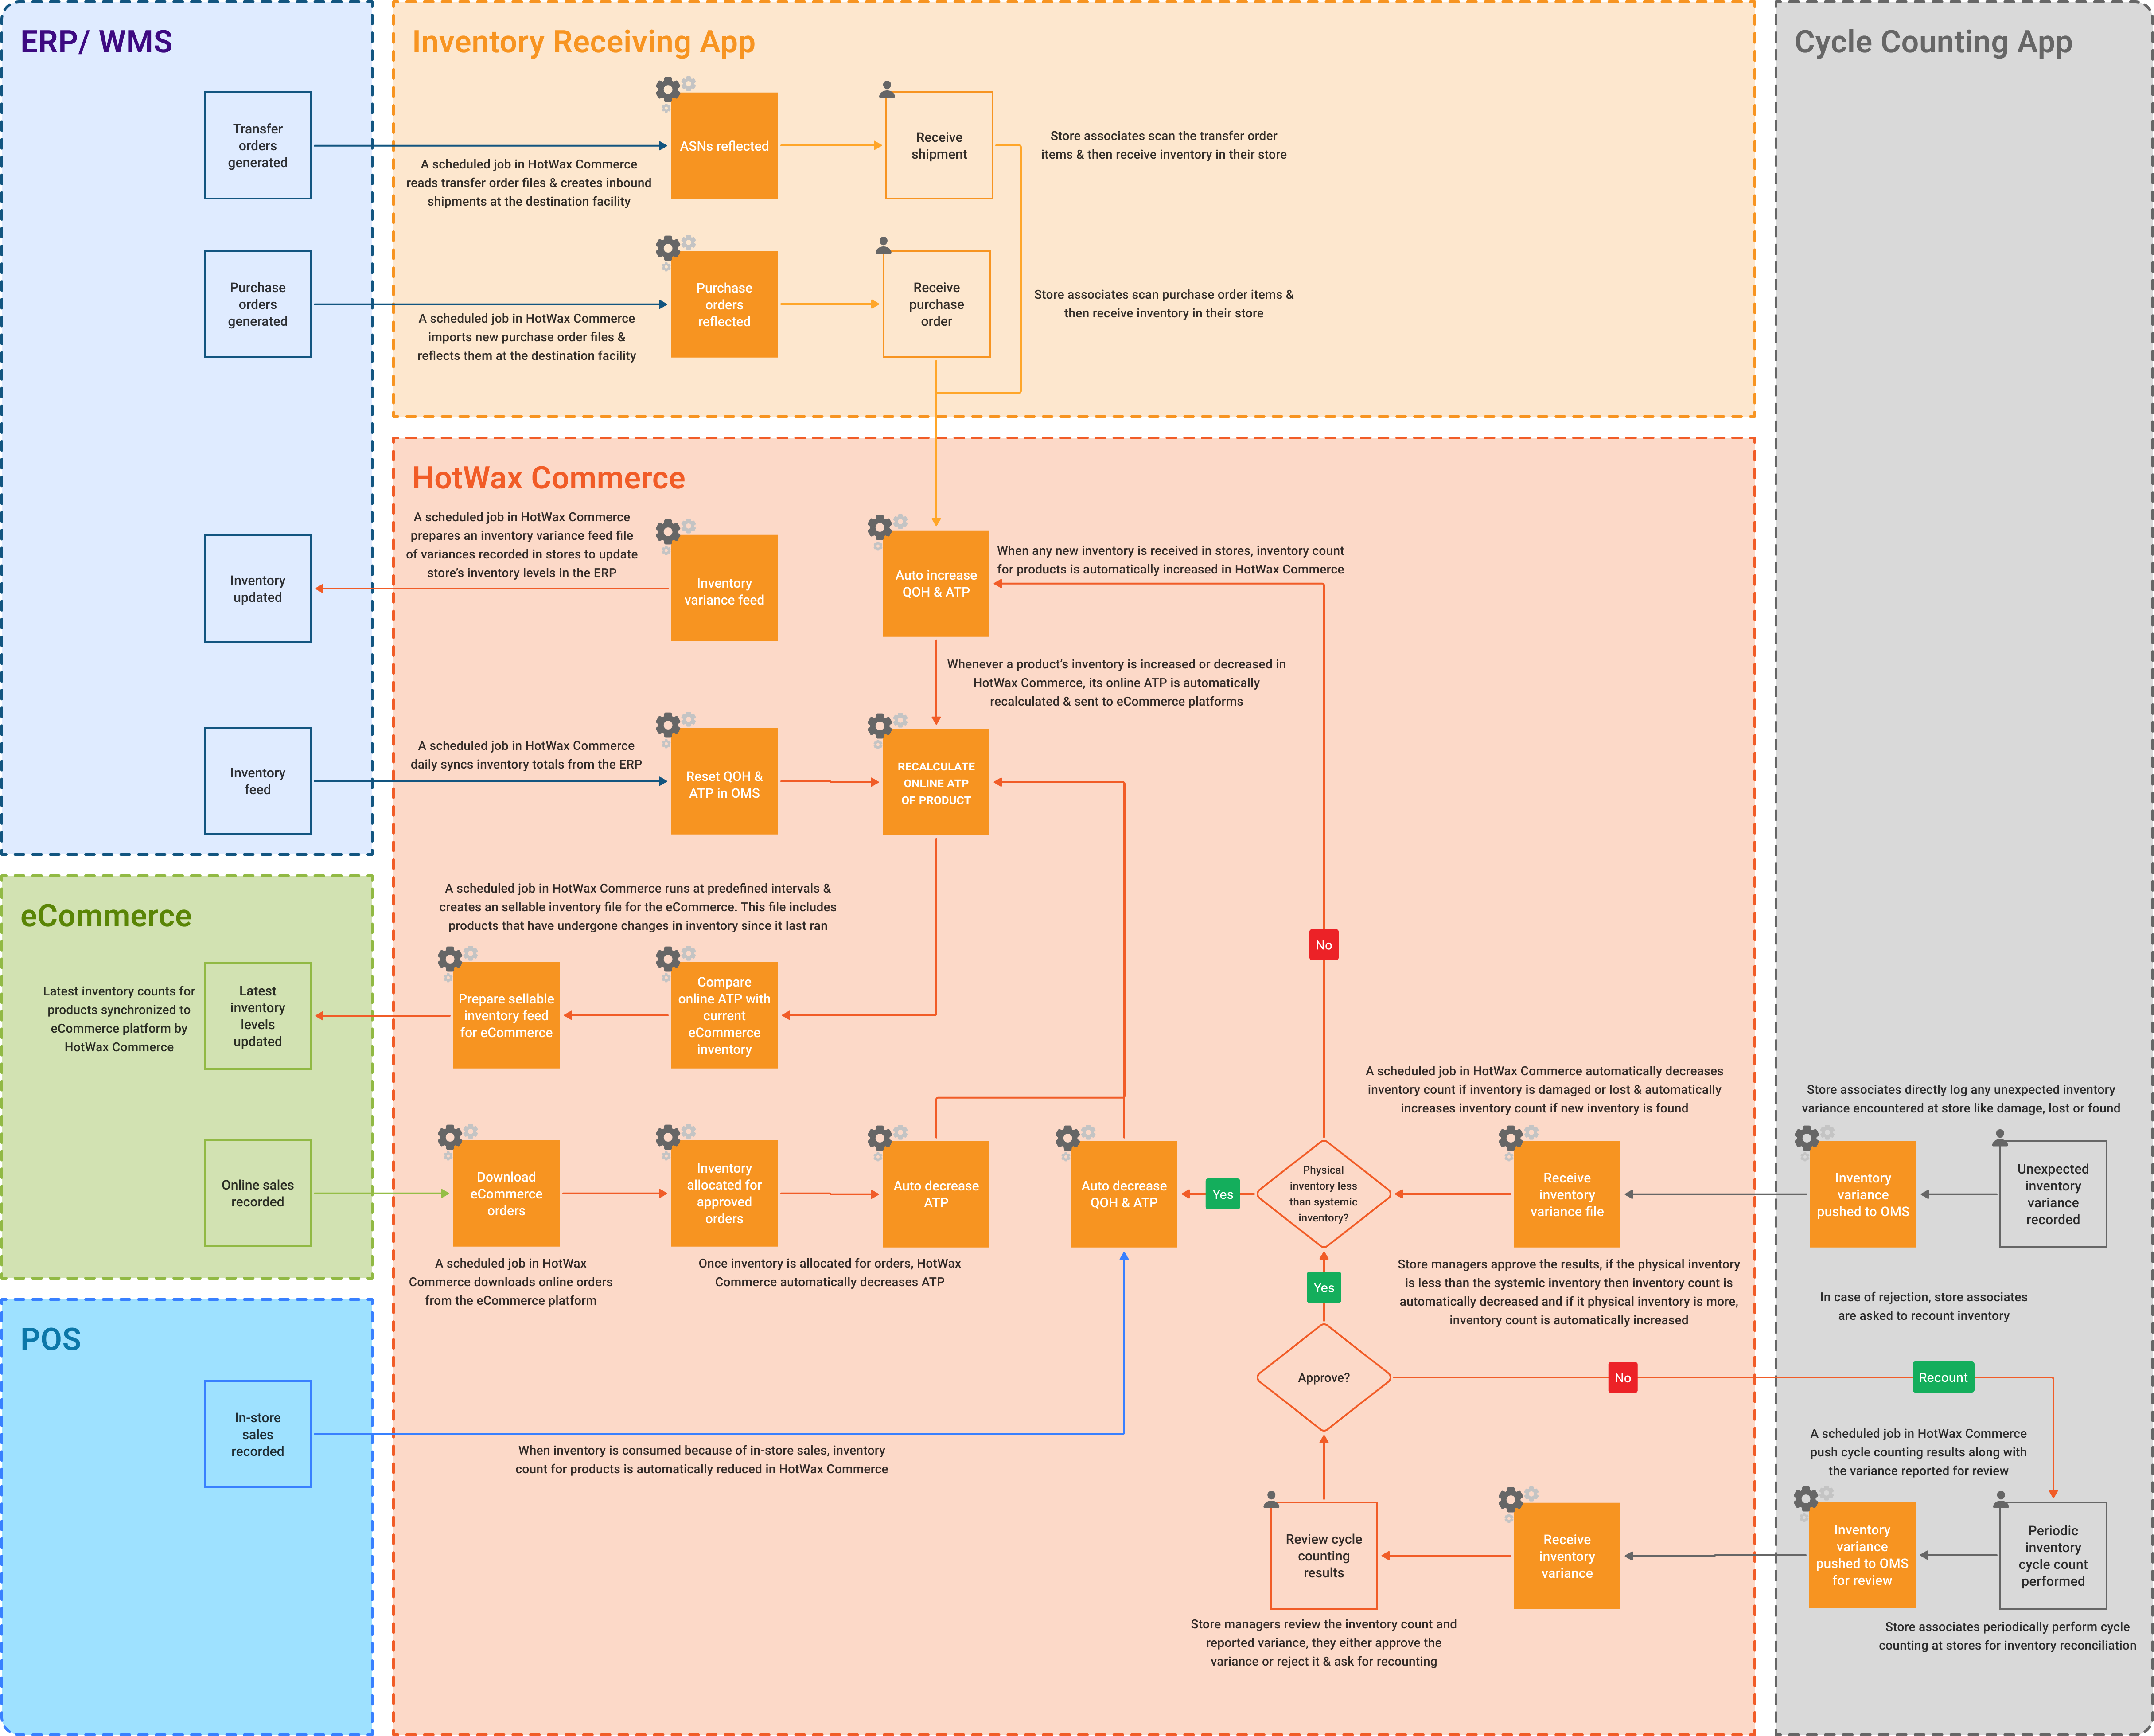 ERP/ WMS
Transfer
orders
generated
Purchase
orders
generated
Inventory
updated
Inventory
feed
Inventory Receiving App
A scheduled job in HotWax Commerce
reads transfer order files & creates inbound
shipments at the destination facility
ASNs reflected
Receive
shipment
Store associates scan the transfer order
items & then receive inventory in their store
A scheduled job in HotWax Commerce
imports new purchase order files &
reflects them at the destination facility
Purchase
orders
reflected
Receive
purchase
order
Store associates scan purchase order items &
then receive inventory in their store
HotWax Commerce
A scheduled job in HotWax Commerce
prepares an inventory variance feed file
of variances recorded in stores to update
store's inventory levels in the ERP
Inventory
variance feed
Auto increase
QOH & ATP
When any new inventory is received in stores, inventory count
for products is automatically increased in HotWax Commerce
Whenever a product's inventory is increased or decreased in
HotWax Commerce, its online ATP is automatically
recalculated & sent to eCommerce platforms
A scheduled job in HotWax Commerce
daily syncs inventory totals from the ERP
Reset QOH &
ATP in OMS
RECALCULATE
ONLINE ATP
OF PRODUCT
A scheduled job in HotWax Commerce runs at predefined intervals &
creates an sellable inventory file for the eCommerce. This file includes
products that have undergone changes in inventory since it last ran
Prepare sellable
inventory feed
for eCommerce
Compare
online ATP with
current
eCommerce
inventory
No
eCommerce
Latest inventory counts for
products synchronized to
eCommerce platform by
HotWax Commerce
Latest
inventory
levels
updated
Online sales
recorded
Download
eCommerce
orders
A scheduled job in HotWax
Commerce downloads online orders
from the eCommerce platform
Inventory
allocated for
approved
orders
Auto decrease
ATP
Once inventory is allocated for orders, HotWax
Commerce automatically decreases ATP
Auto decrease
QOH & ATP
Yes
Physical
inventory less
than systemic
inventory?
A scheduled job in HotWax Commerce automatically decreases
inventory count if inventory is damaged or lost & automatically
increases inventory count if new inventory is found
Receive
inventory
variance file
Store managers approve the results, if the physical inventory
is less than the systemic inventory then inventory count is
automatically decreased and if it physical inventory is more,
inventory count is automatically increased
Yes
Approve?
No
POS
In-store
sales
recorded
When inventory is consumed because of in-store sales, inventory
count for products is automatically reduced in HotWax Commerce
Review cycle
counting
results
Receive
inventory
variance
Store managers review the inventory count and
reported variance, they either approve the
variance or reject it & ask for recounting
Cycle Counting App
Store associates directly log any unexpected inventory
variance encountered at store like damage, lost or found
Inventory
variance
pushed to OMS
Unexpected
inventory
variance
recorded
In case of rejection, store associates
are asked to recount inventory
Recount
A scheduled job in HotWax Commerce
push cycle counting results along with
the variance reported for review
Inventory
variance
pushed to OMS
for review
Periodic
inventory
cycle count
performed
Store associates periodically perform cycle
counting at stores for inventory reconciliation